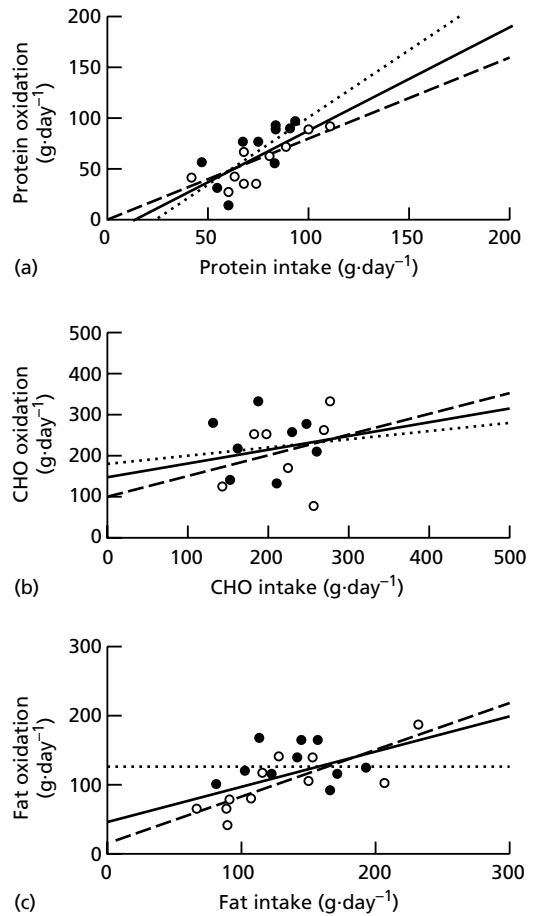 200
150
100
50
0
Protein oxidation
(g·day⁻¹)
0
50
100
150
200
(a)
Protein intake (g·day⁻¹)
500
400
300
200
100
0
CHO oxidation
(g·day⁻¹)
0
100
200
300
400
500
(b)
CHO intake (g·day⁻¹)
300
200
100
0
Fat oxidation
(g·day⁻¹)
0
100
200
300
(c)
Fat intake (g·day⁻¹)